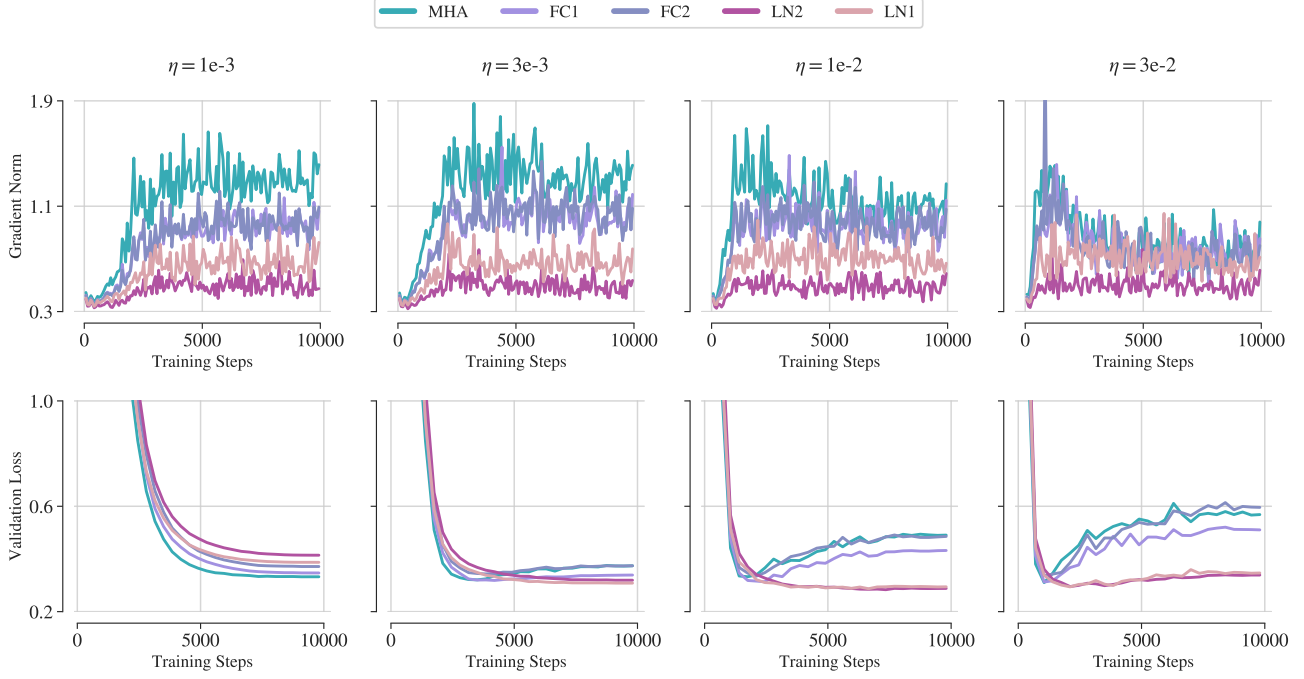 MHA FC1 FC2 LN2 LN1
η = 1e-3 η = 3e-3 η = 1e-2 η = 3e-2
Gradient Norm
1.9
1.1
0.3
0 5000 10000 0 5000 10000 0 5000 10000 0 5000 10000
Training Steps Training Steps Training Steps Training Steps
Validation Loss
1.0
0.6
0.2
0 5000 10000 0 5000 10000 0 5000 10000 0 5000 10000
Training Steps Training Steps Training Steps Training Steps